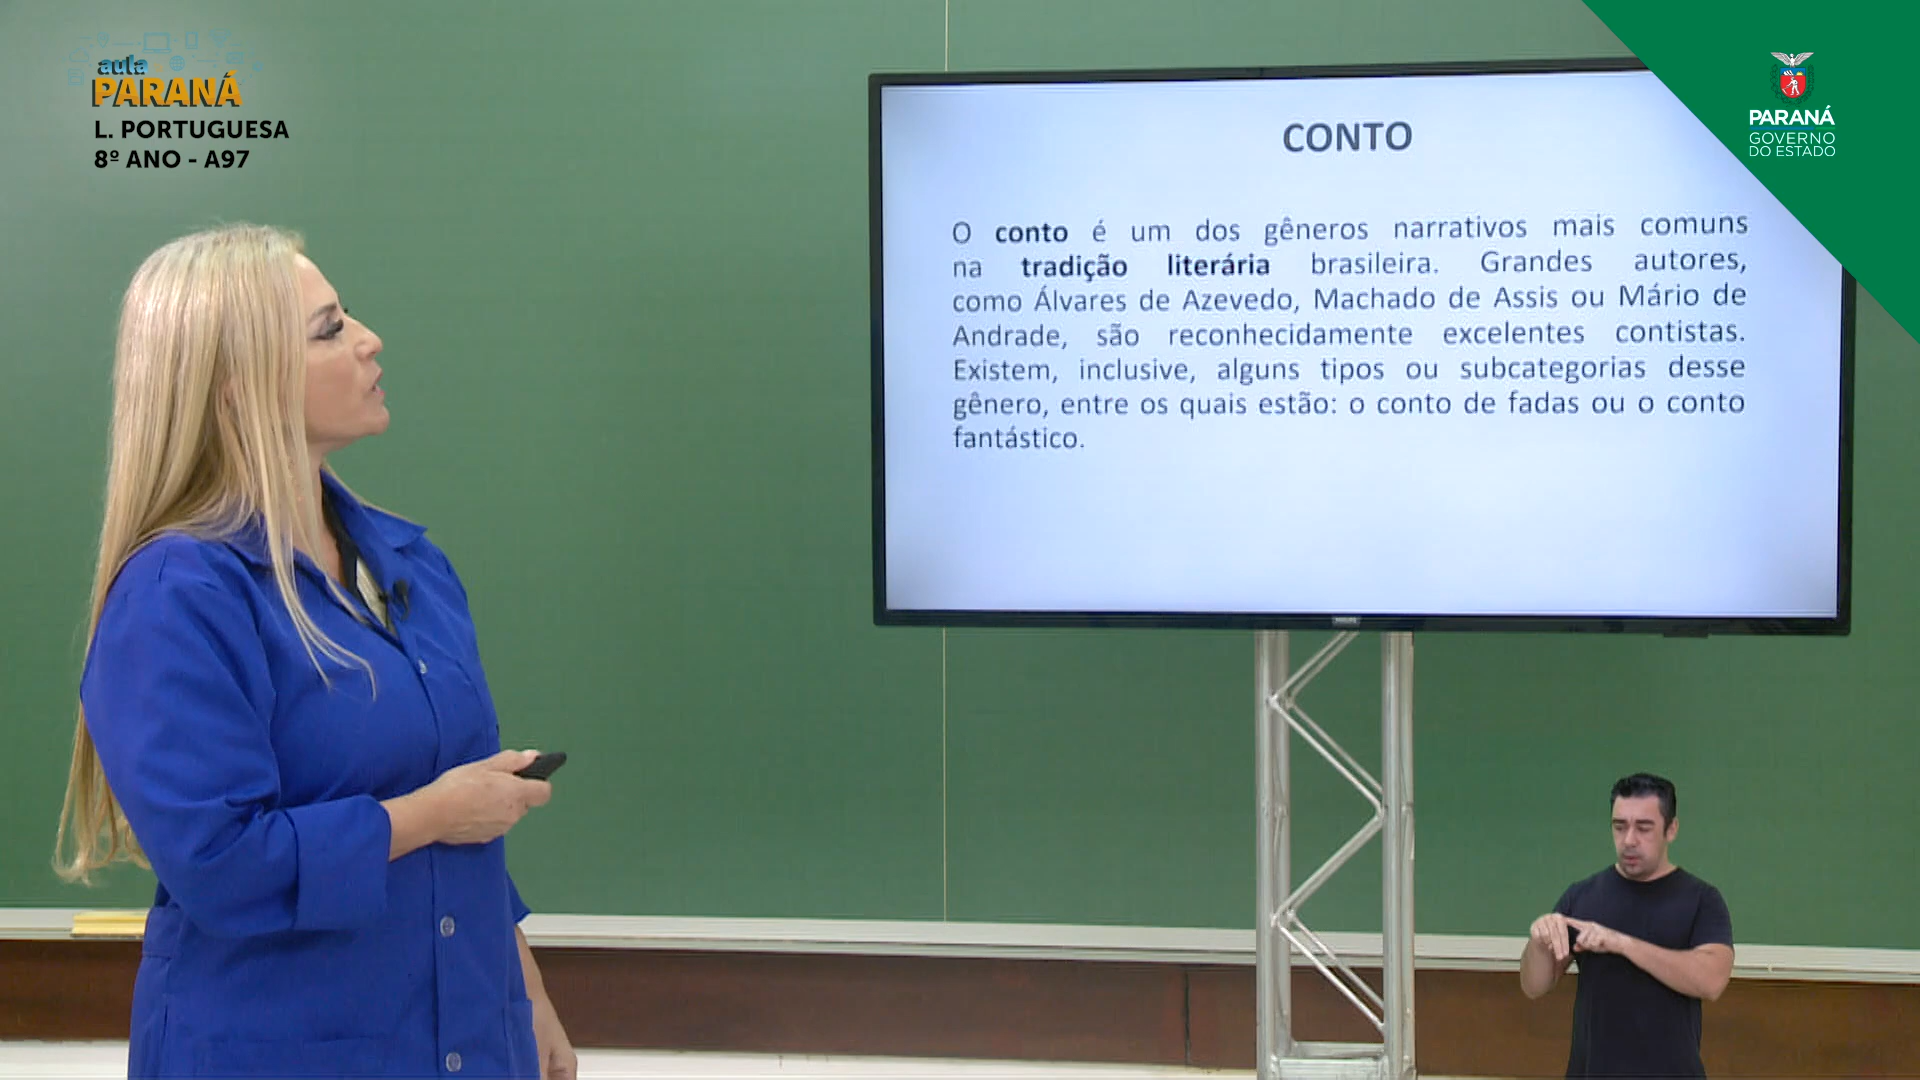 aula
PARANÁ
L. PORTUGUESA
8º ANO - A97
PARANÁ
GOVERNO
DO ESTADO
CONTO
O conto é um dos gêneros narrativos mais comuns
na tradição literária brasileira. Grandes autores,
como Álvares de Azevedo, Machado de Assis ou Mário de
Andrade, são reconhecidamente excelentes contistas.
Existem, inclusive, alguns tipos ou subcategorias desse
gênero, entre os quais estão: o conto de fadas ou o conto
fantástico.
PHILIPS